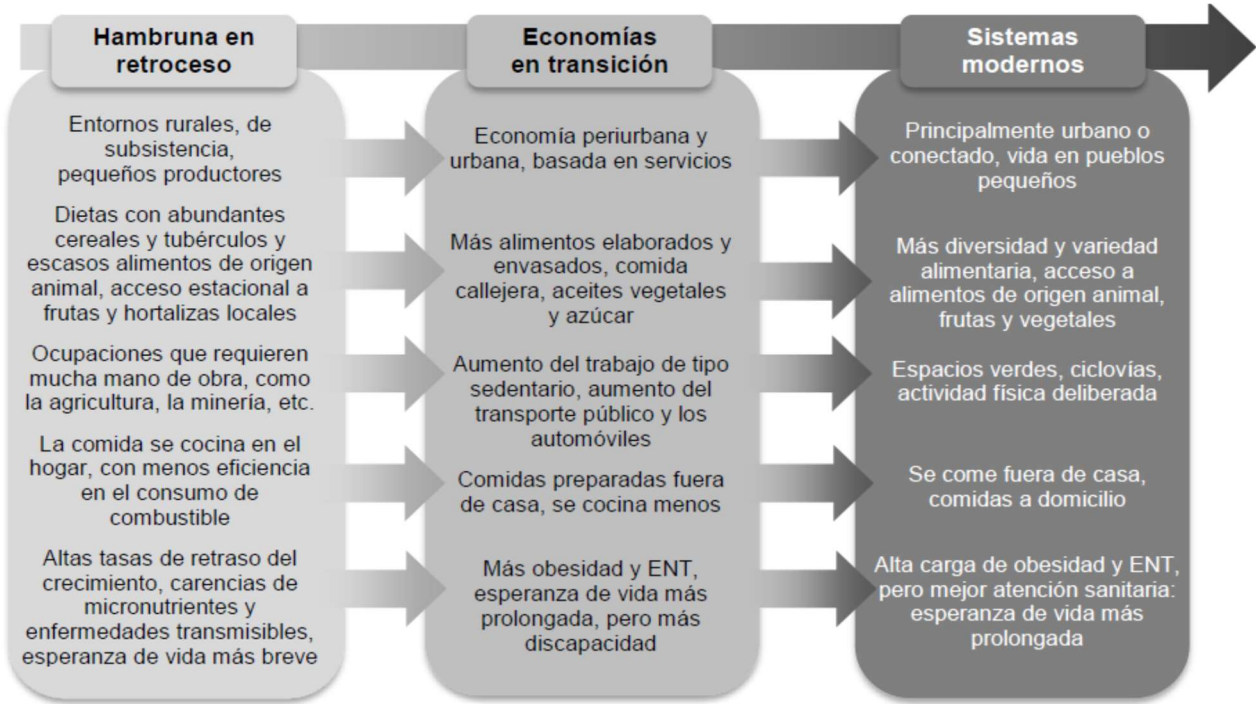 Hambruna en
retroceso
Economías
en transición
Sistemas
modernos
Entornos rurales, de
subsistencia,
pequeños productores
Economía periurbana y
urbana, basada en servicios
Principalmente urbano o
conectado, vida en pueblos
pequeños
Dietas con abundantes
cereales y tubérculos y
escasos alimentos de origen
animal, acceso estacional a
frutas y hortalizas locales
Más alimentos elaborados y
envasados, comida
callejera, aceites vegetales
y azúcar
Más diversidad y variedad
alimentaria, acceso a
alimentos de origen animal,
frutas y vegetales
Ocupaciones que requieren
mucha mano de obra, como
la agricultura, la minería, etc.
Aumento del trabajo de tipo
sedentario, aumento del
transporte público y los
automóviles
Espacios verdes, ciclovías,
actividad física deliberada
La comida se cocina en el
hogar, con menos eficiencia
en el consumo de
combustible
Comidas preparadas fuera
de casa, se cocina menos
Se come fuera de casa,
comidas a domicilio
Altas tasas de retraso del
crecimiento, carencias de
micronutrientes y
enfermedades transmisibles,
esperanza de vida más breve
Más obesidad y ENT,
esperanza de vida más
prolongada, pero más
discapacidad
Alta carga de obesidad y ENT,
pero mejor atención sanitaria:
esperanza de vida más
prolongada